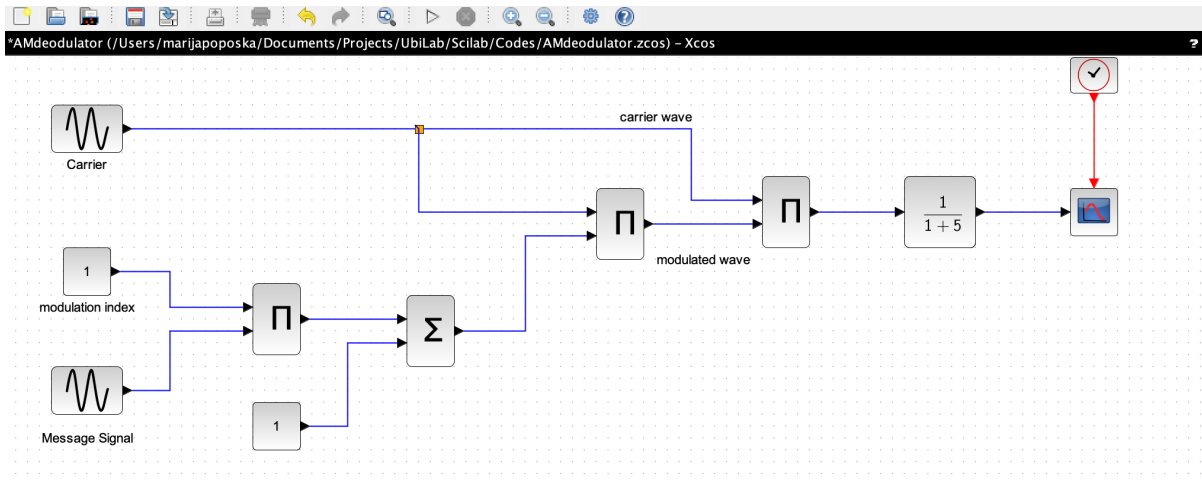 *AMdeodulator (/Users/marijapoposka/Documents/Projects/UbiLab/Scilab/Codes/AMdeodulator.zcos) – Xcos
?
carrier wave
Carrier
Π
Π
1
1 + 5
modulated wave
1
modulation index
Π
Σ
Message Signal
1